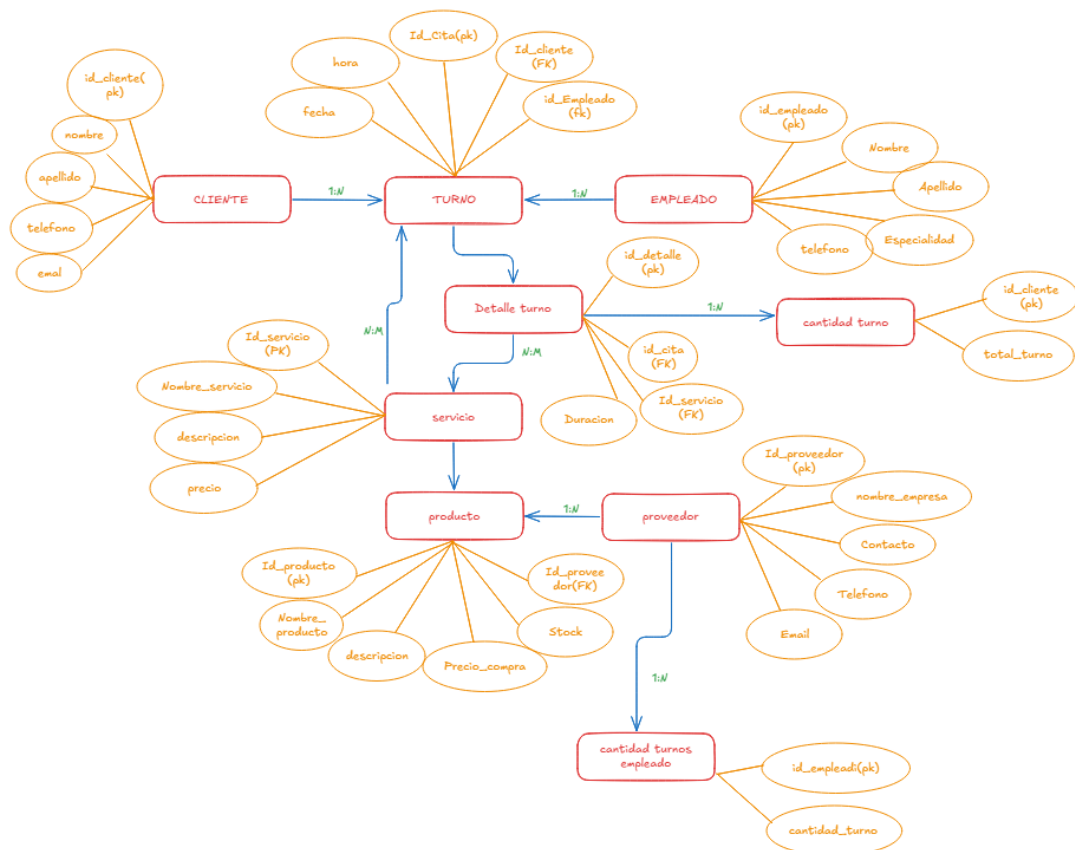 Id_Cita(pk)
hora
Id_cliente
(FK)
fecha
id_Empleado
(fk)
id_cliente(
pk)
nombre
apellido
telefono
emal
CLIENTE
1:N
TURNO
1:N
EMPLEADO
id_empleado
(pk)
Nombre
Apellido
Especialidad
telefono
Detalle turno
id_detalle
(pk)
1:N
cantidad turno
id_cliente
(pk)
total_turno
id_cita
(FK)
Id_servicio
(FK)
Duracion
N:M
N:M
Id_servicio
(PK)
Nombre_servicio
descripcion
precio
servicio
producto
1:N
proveedor
Id_proveedor
(pk)
nombre_empresa
Contacto
Telefono
Email
Id_producto
(pk)
Nombre_
producto
descripcion
Precio_compra
Stock
Id_provee
dor(FK)
1:N
cantidad turnos
empleado
id_empleadi(pk)
cantidad_turno